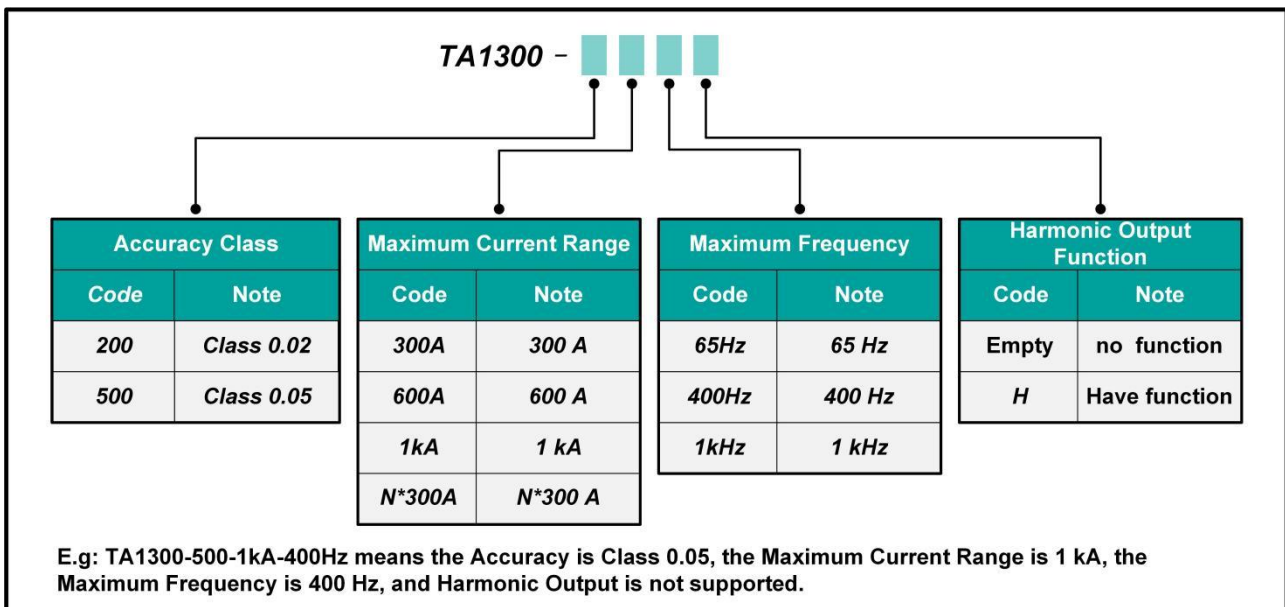 TA1300 -
Accuracy Class
Code Note
200 Class 0.02
500 Class 0.05
Maximum Current Range
Code Note
300A 300 A
600A 600 A
1kA 1 kA
N*300A N*300 A
Maximum Frequency
Code Note
65Hz 65 Hz
400Hz 400 Hz
1kHz 1 kHz
Harmonic Output
Function
Code Note
Empty no function
H Have function
E.g: TA1300-500-1kA-400Hz means the Accuracy is Class 0.05, the Maximum Current Range is 1 kA, the
Maximum Frequency is 400 Hz, and Harmonic Output is not supported.